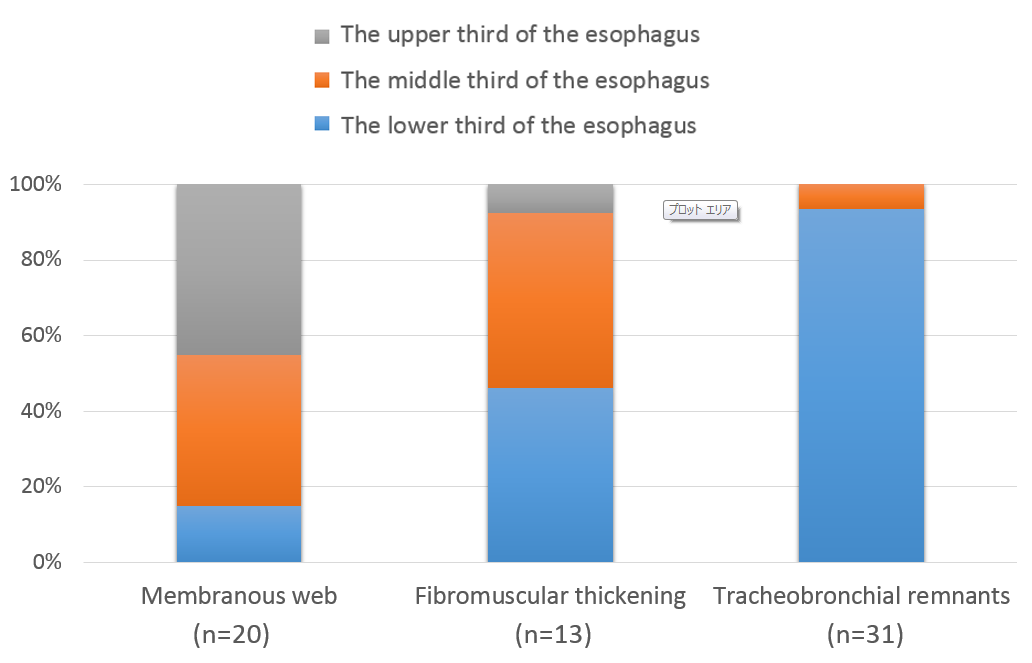 The upper third of the esophagus
The middle third of the esophagus
The lower third of the esophagus
100%
80%
60%
40%
20%
0%
プロット エリア
Membranous web
(n=20)
Fibromuscular thickening
(n=13)
Tracheobronchial remnants
(n=31)